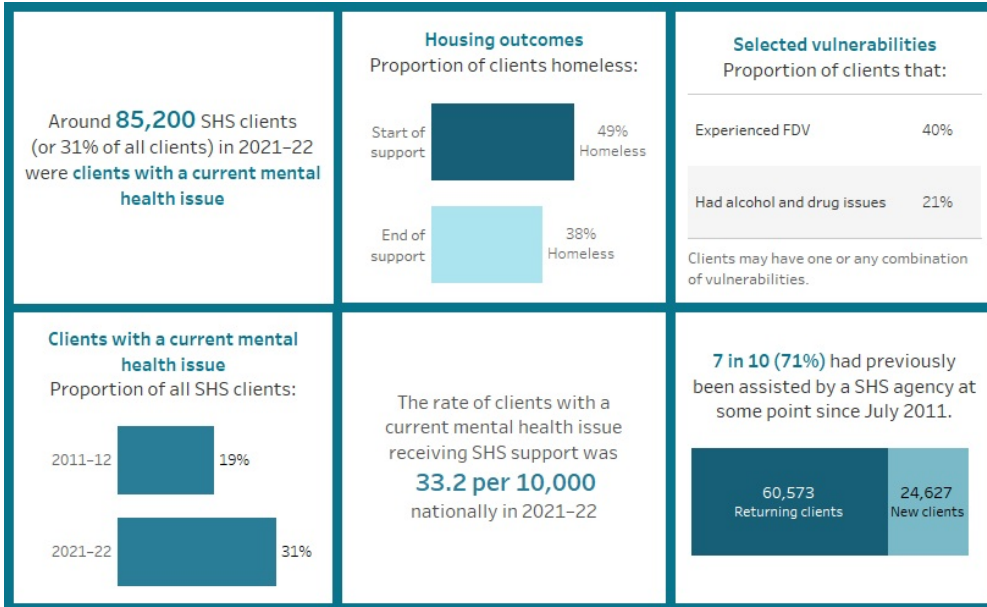 Around 85,200 SHS clients
(or 31% of all clients) in 2021–22
were clients with a current mental
health issue
Housing outcomes
Proportion of clients homeless:
Start of
support
49%
Homeless
End of
support
38%
Homeless
Selected vulnerabilities
Proportion of clients that:
Experienced FDV 40%
Had alcohol and drug issues 21%
Clients may have one or any combination
of vulnerabilities.
Clients with a current mental
health issue
Proportion of all SHS clients:
2011–12 19%
2021–22 31%
The rate of clients with a
current mental health issue
receiving SHS support was
33.2 per 10,000
nationally in 2021–22
7 in 10 (71%) had previously
been assisted by a SHS agency at
some point since July 2011.
60,573
Returning clients
24,627
New clients